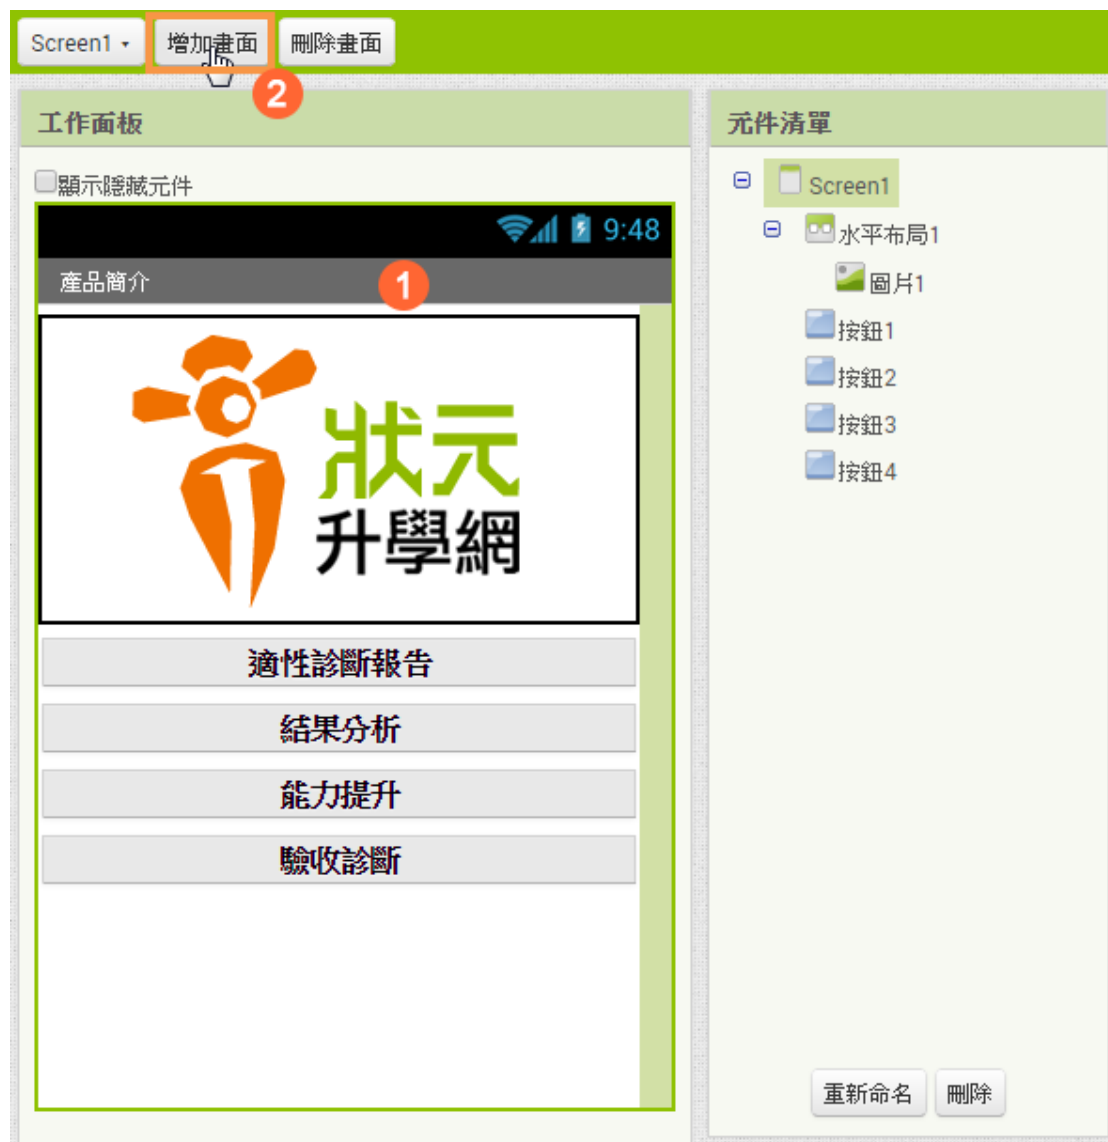 Screen1 增加畫面 刪除畫面
2
工作面板
顯示隱藏元件
9:48
產品簡介
1
狀元
升學網
適性診斷報告
結果分析
能力提升
驗收診斷
元件清單
Screen1
水平布局1
圖片1
按鈕1
按鈕2
按鈕3
按鈕4
重新命名 刪除